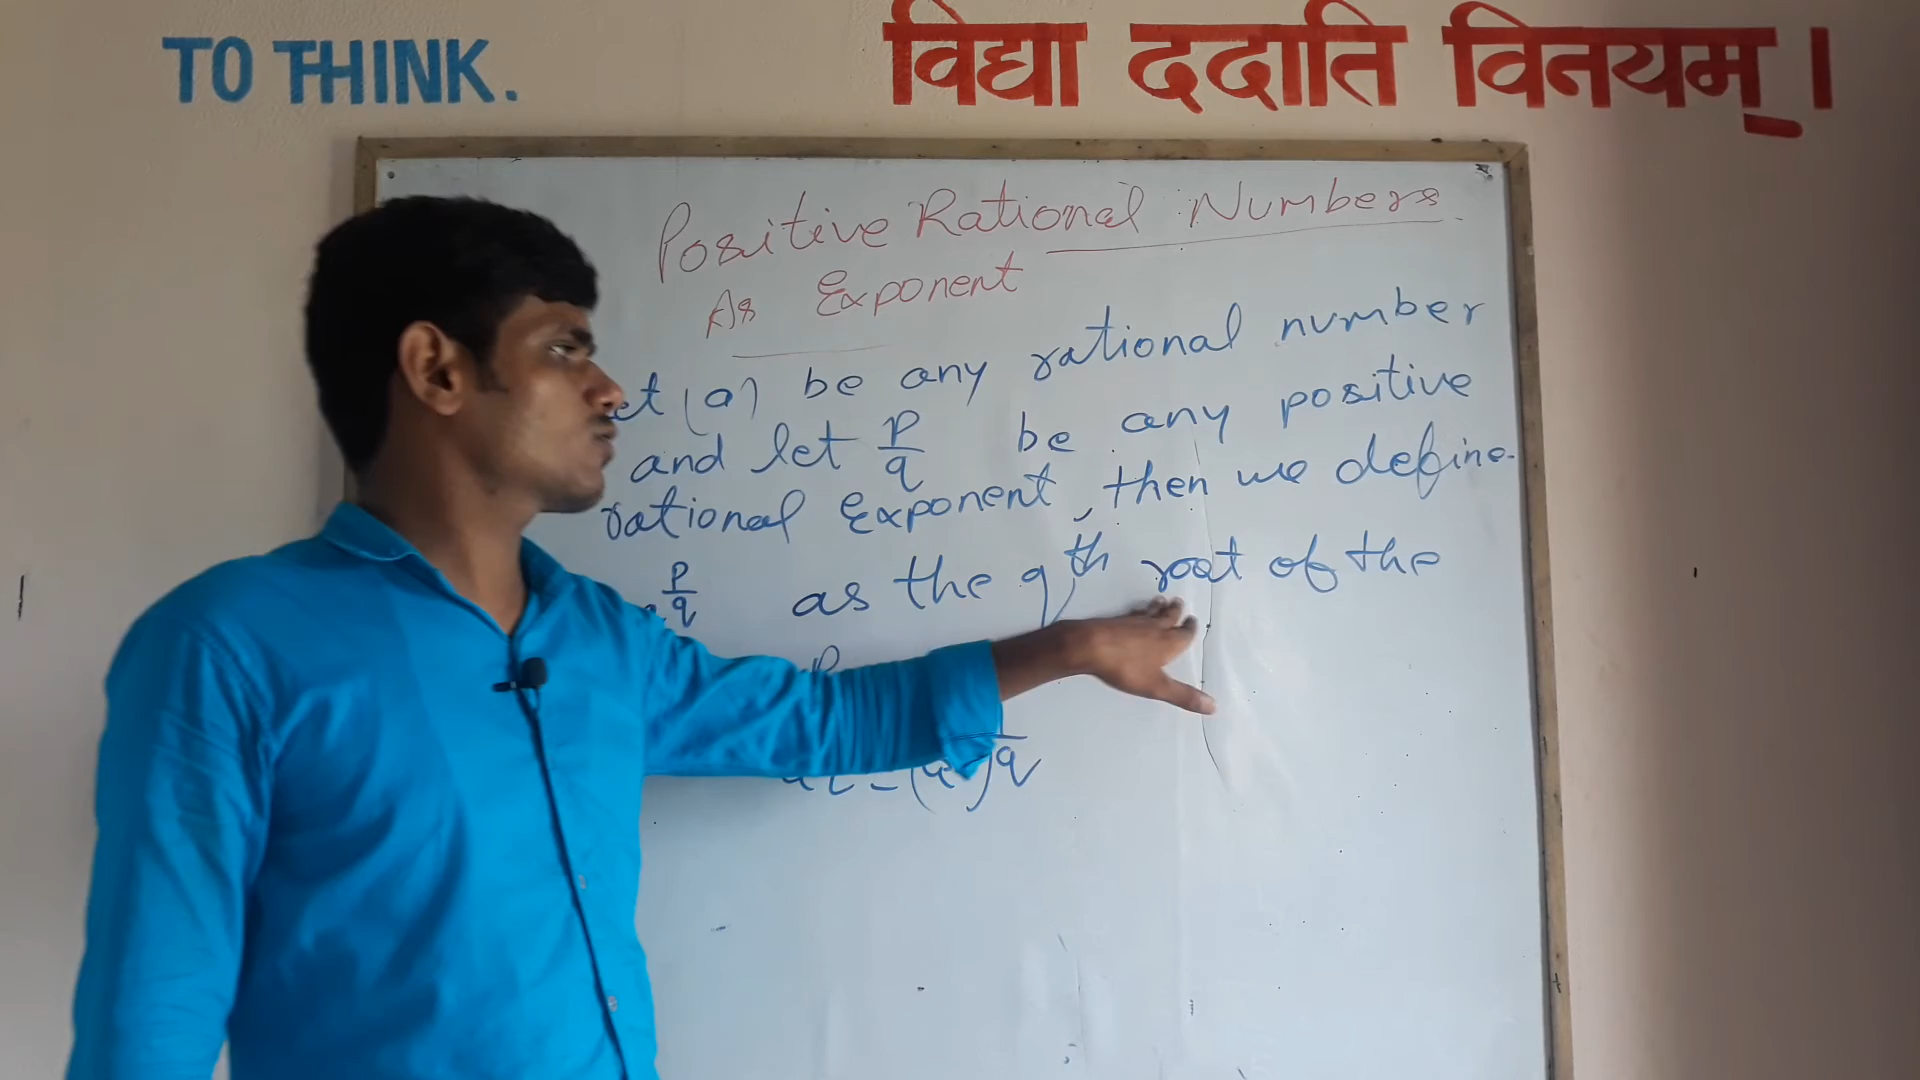 TO THINK.
विद्या ददाति विनयम् ।
Positive Rational Numbers
As Exponent
et (a) be any rational number
and let p/q be any positive
rational Exponent, then we define
p/q as the qth root of the